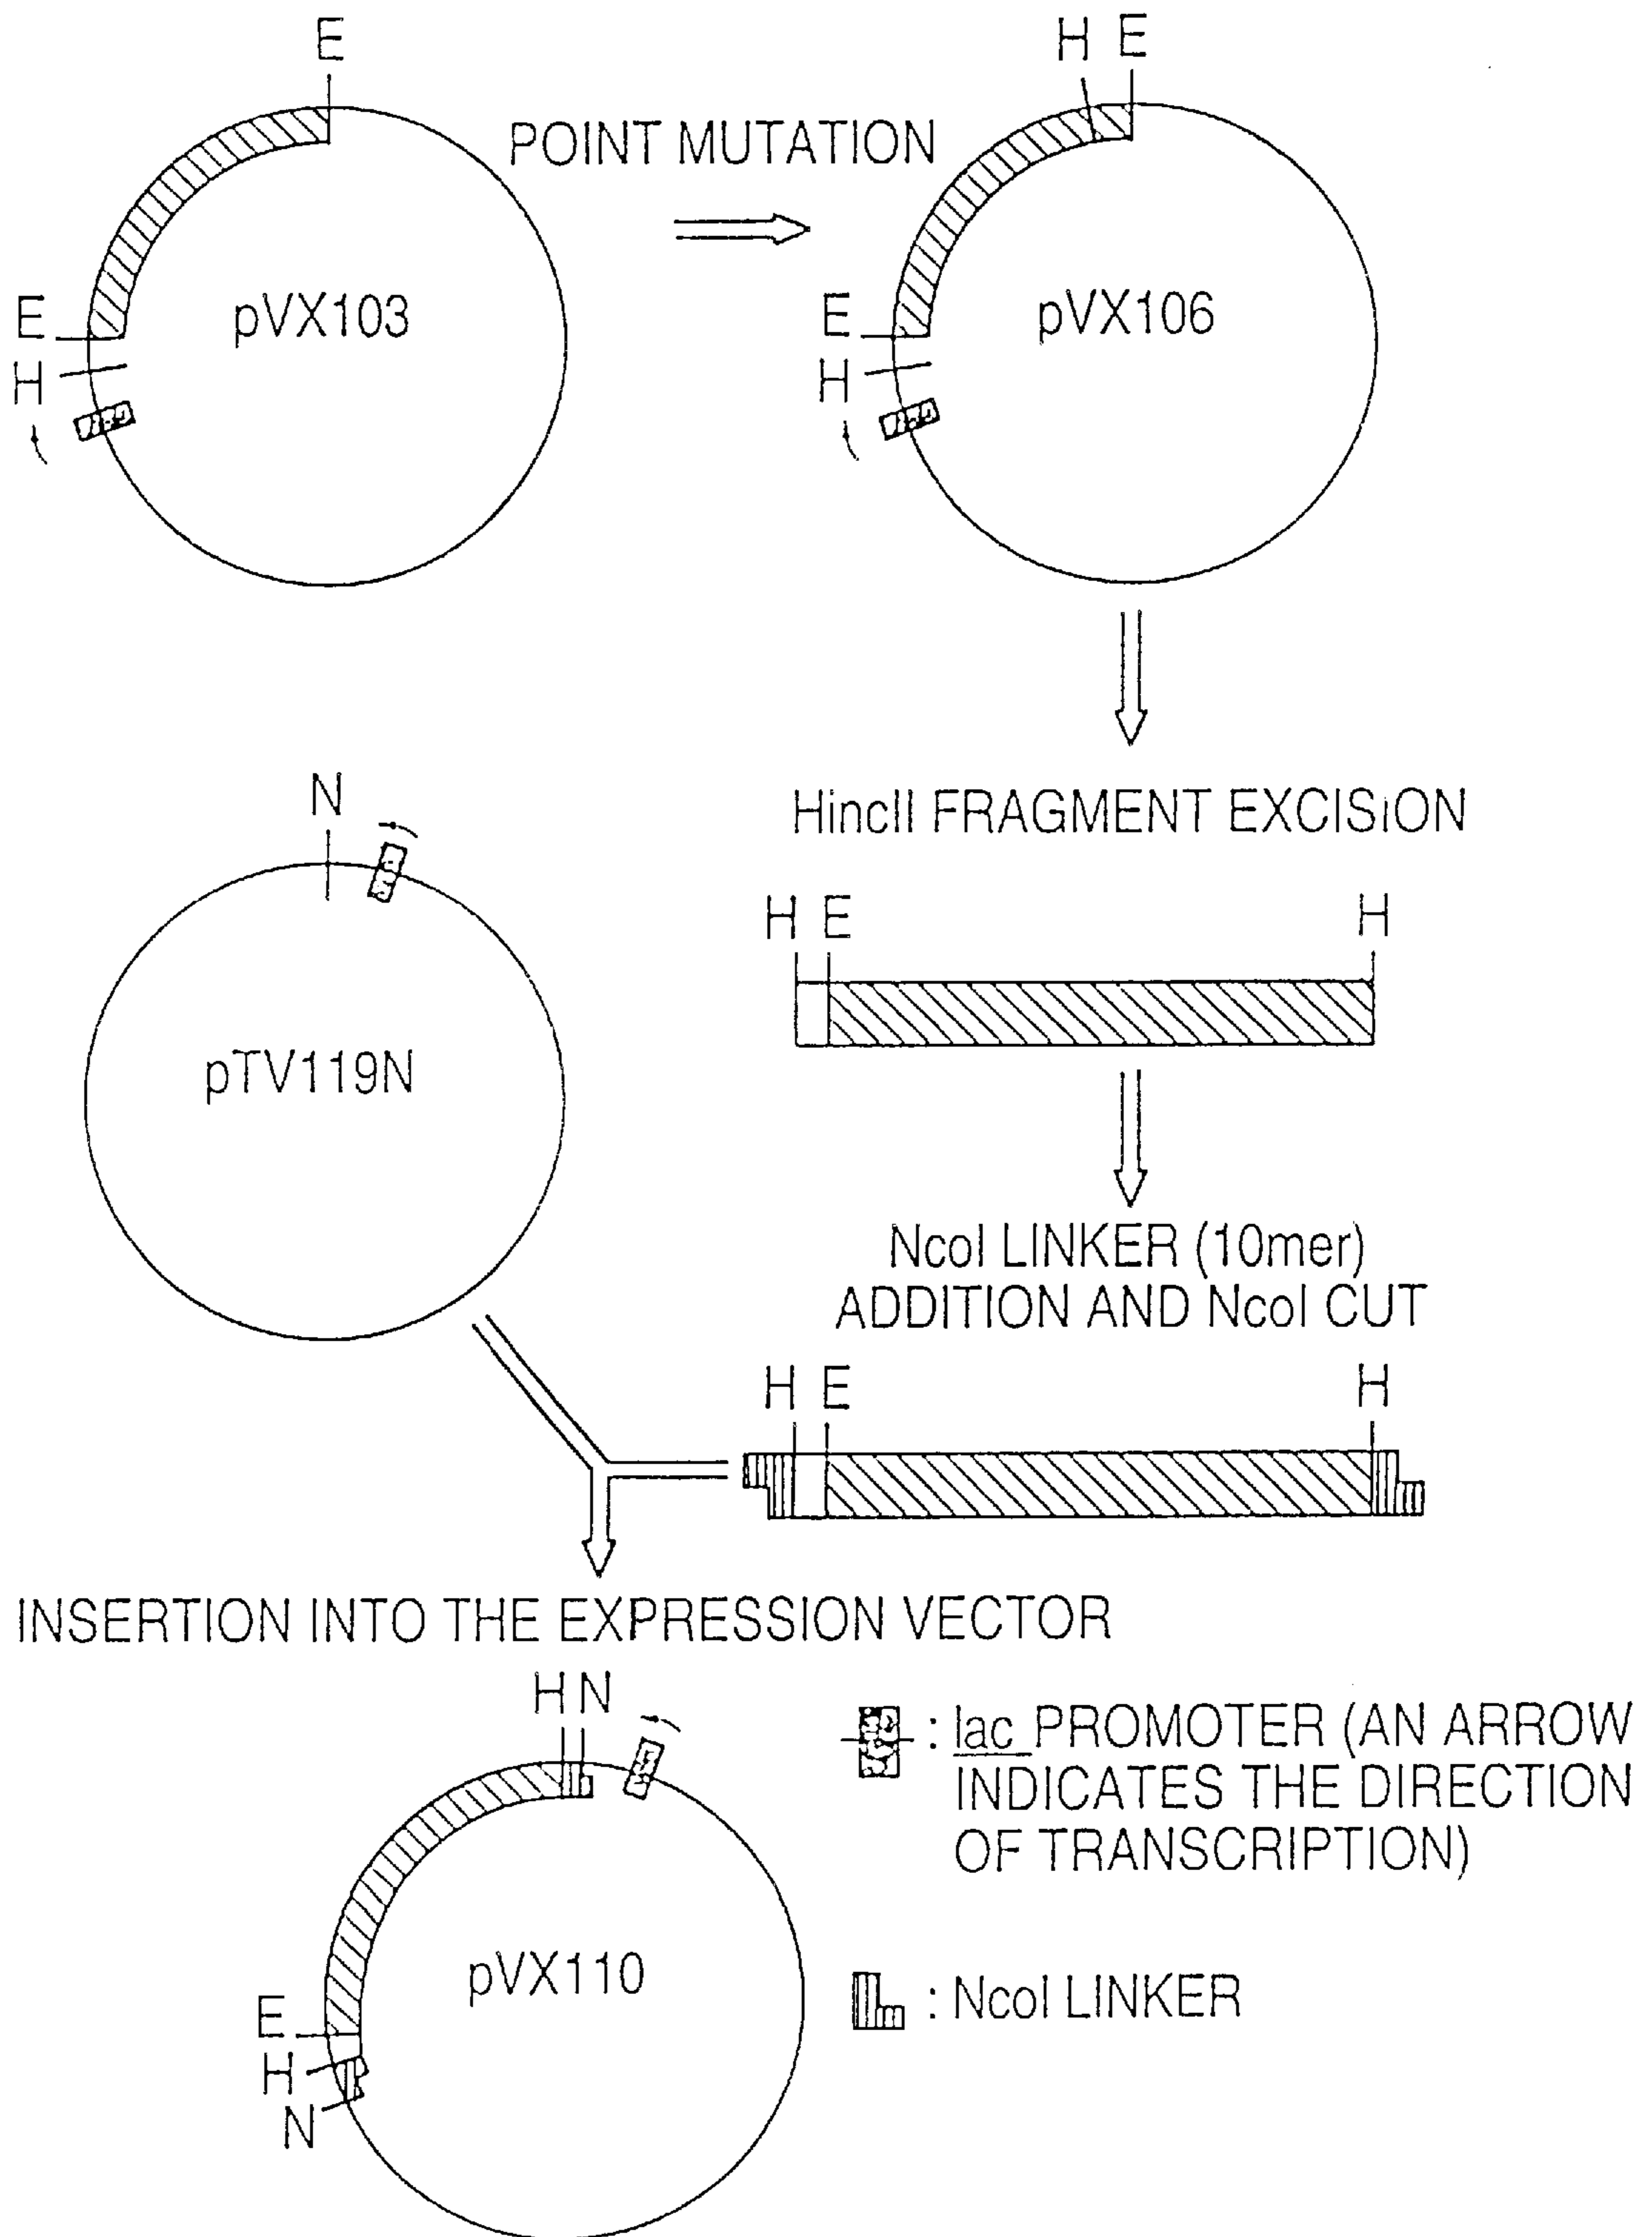 E
H E
POINT MUTATION
pVX103
pVX106
E
H
E
H
HincII FRAGMENT EXCISION
N
H E H
pTV119N
NcoI LINKER (10mer)
ADDITION AND NcoI CUT
H E H
INSERTION INTO THE EXPRESSION VECTOR
H N
: lac PROMOTER (AN ARROW
INDICATES THE DIRECTION
OF TRANSCRIPTION)
pVX110
: NcoI LINKER
E
H
N